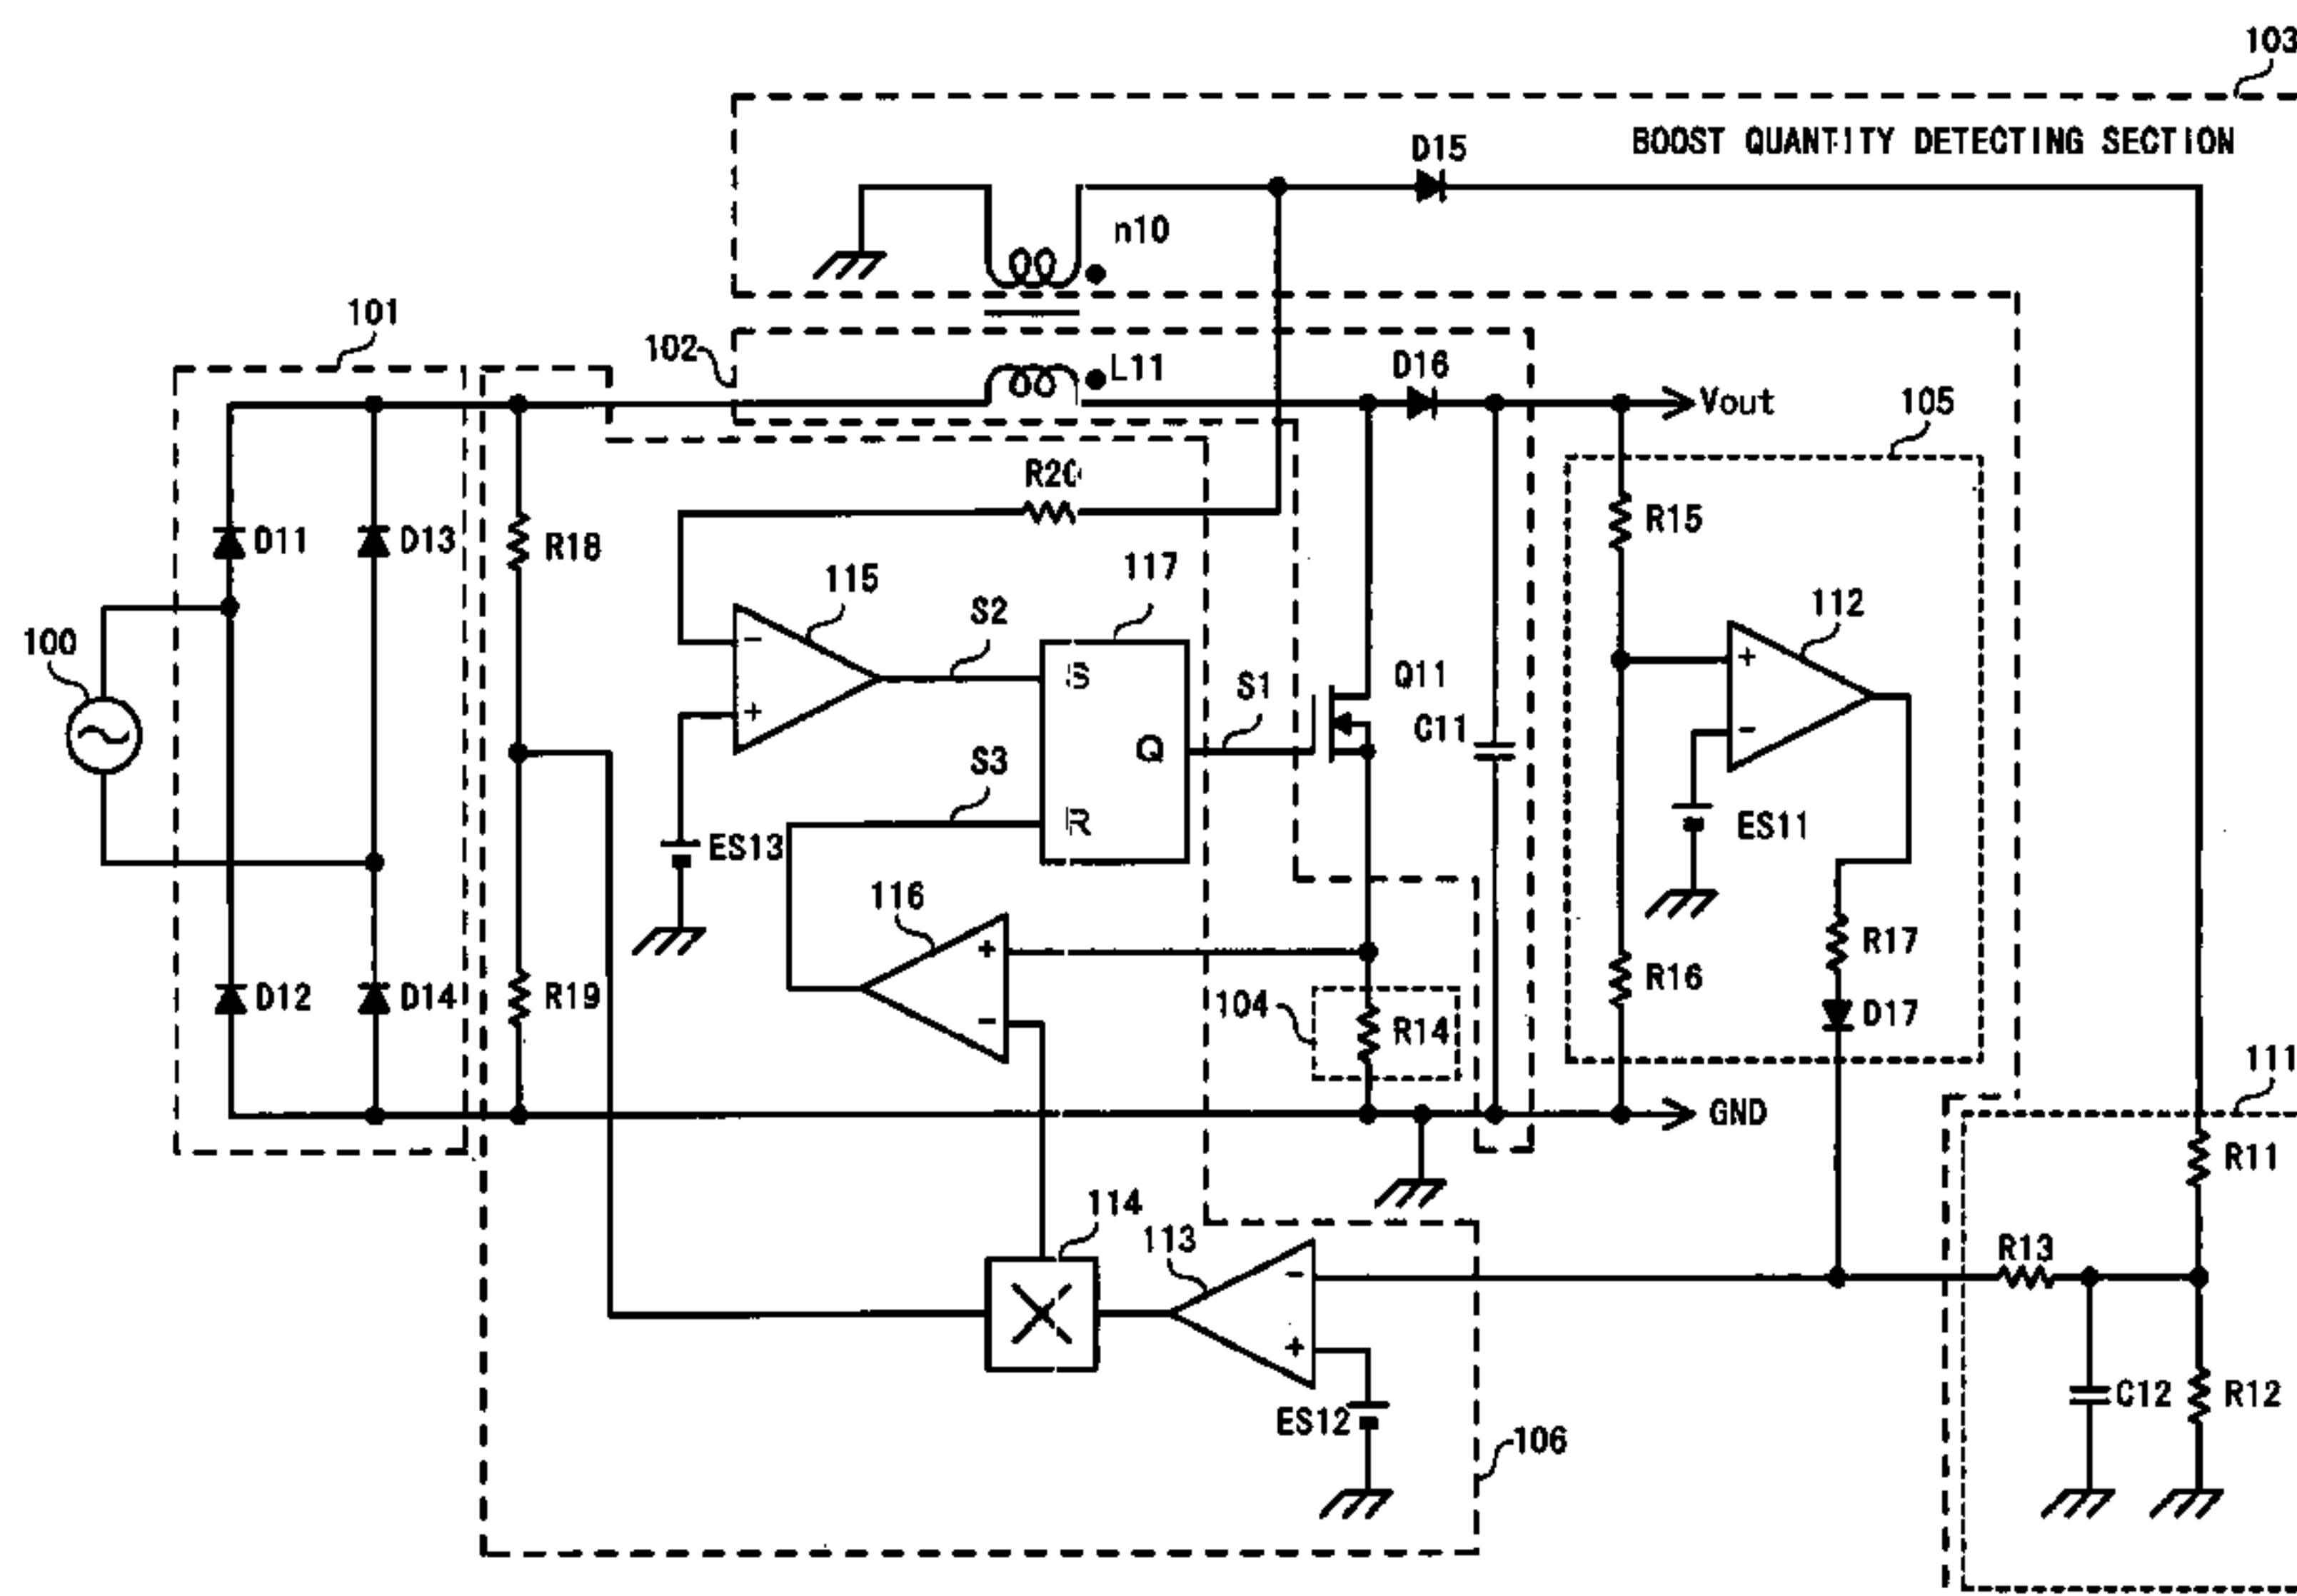 103
BOOST QUANTITY DETECTING SECTION
D15
n10
101
102
L11
D16
Vout
105
R20
R15
D11
D13
R18
115
117
112
S2
100
S
Q11
S1
+
-
-
+
Q
C11
S3
R
ES13
ES11
116
R17
+
R16
D12
D14
R19
104
R14
D17
-
111
GND
R11
114
113
R13
-
+
C12
R12
ES12
106